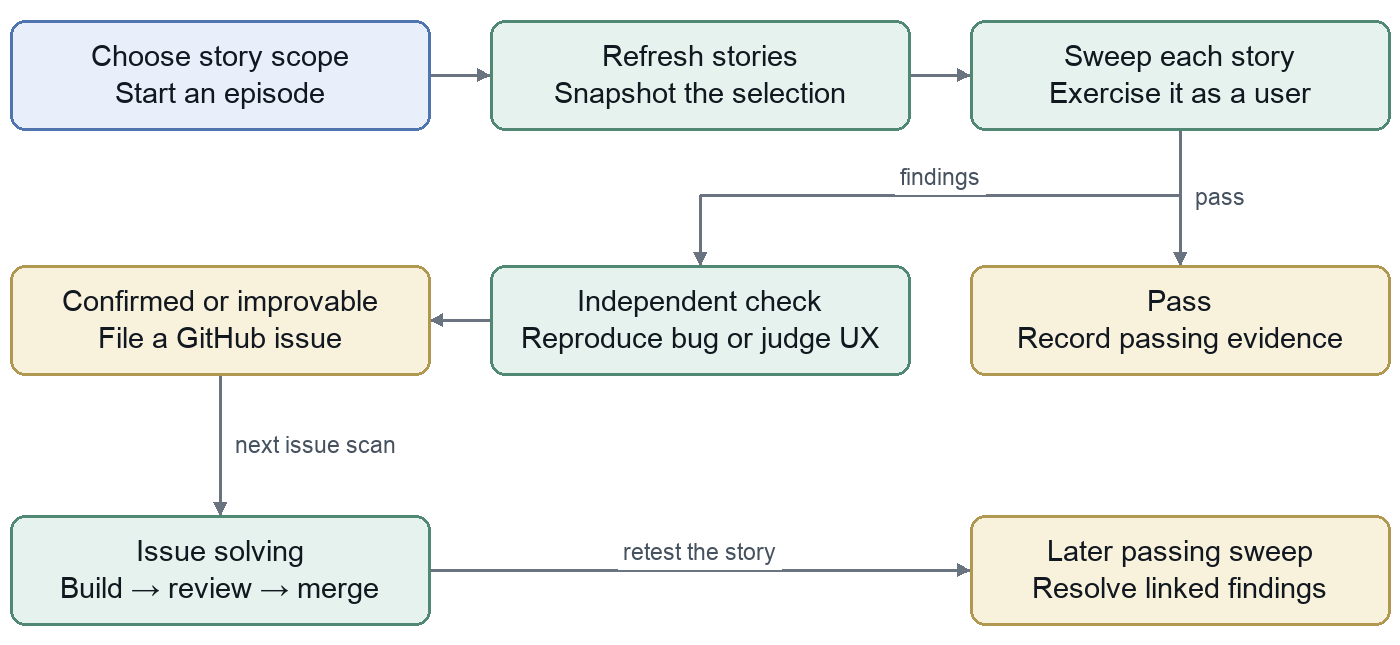 Choose story scope
Start an episode
Refresh stories
Snapshot the selection
Sweep each story
Exercise it as a user
findings
pass
Confirmed or improvable
File a GitHub issue
Independent check
Reproduce bug or judge UX
Pass
Record passing evidence
next issue scan
Issue solving
Build → review → merge
retest the story
Later passing sweep
Resolve linked findings